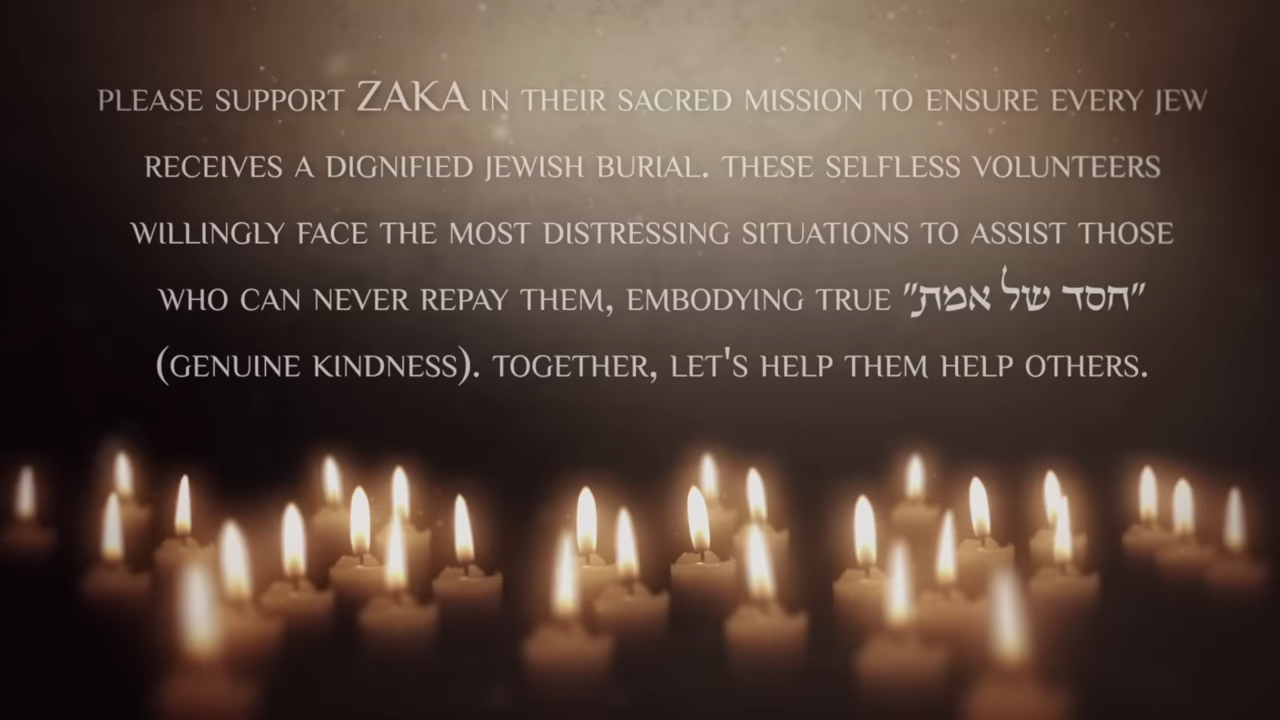 PLEASE SUPPORT ZAKA IN THEIR SACRED MISSION TO ENSURE EVERY JEW
RECEIVES A DIGNIFIED JEWISH BURIAL. THESE SELFLESS VOLUNTEERS
WILLINGLY FACE THE MOST DISTRESSING SITUATIONS TO ASSIST THOSE
WHO CAN NEVER REPAY THEM, EMBODYING TRUE "חסד של אמת"
(GENUINE KINDNESS). TOGETHER, LET'S HELP THEM HELP OTHERS.